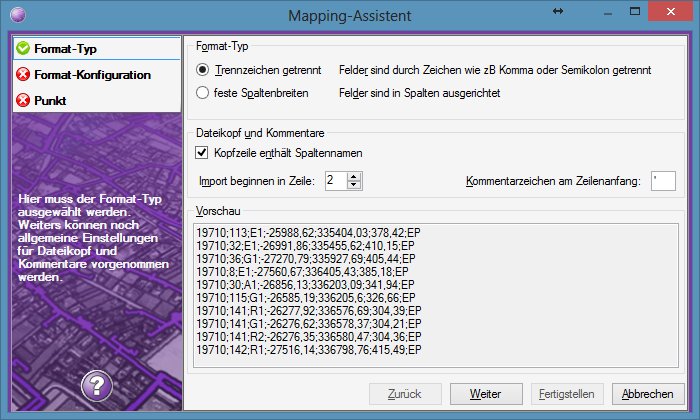 Mapping-Assistent
Format-Typ
Format-Konfiguration
Punkt
Hier muss der Format-Typ
ausgewählt werden.
Weiters können noch
allgemeine Einstellungen
für Dateikopf und
Kommentare vorgenommen
werden.
?
Format-Typ
Trennzeichen getrennt Felder sind durch Zeichen wie zB Komma oder Semikolon getrennt
feste Spaltenbreiten Felder sind in Spalten ausgerichtet
Dateikopf und Kommentare
Kopfzeile enthält Spaltennamen
Import beginnen in Zeile: 2 Kommentarzeichen am Zeilenanfang: '
Vorschau
19710;113;E1;-25988,62;335404,03;378,42;EP
19710;32;E1;-26991,86;335455,62;410,15;EP
19710;36;G1;-27270,79;335927,69;405,44;EP
19710;8;E1;-27560,67;336405,43;385,18;EP
19710;30;A1;-26856,13;336203,09;341,94;EP
19710;115;G1;-26585,19;336205,6;326,66;EP
19710;141;R1;-26277,92;336576,69;304,39;EP
19710;141;G1;-26276,62;336578,37;304,21;EP
19710;141;R2;-26276,35;336580,47;304,36;EP
19710;142;R1;-27516,14;336798,76;415,49;EP
Zurück Weiter Fertigstellen Abbrechen